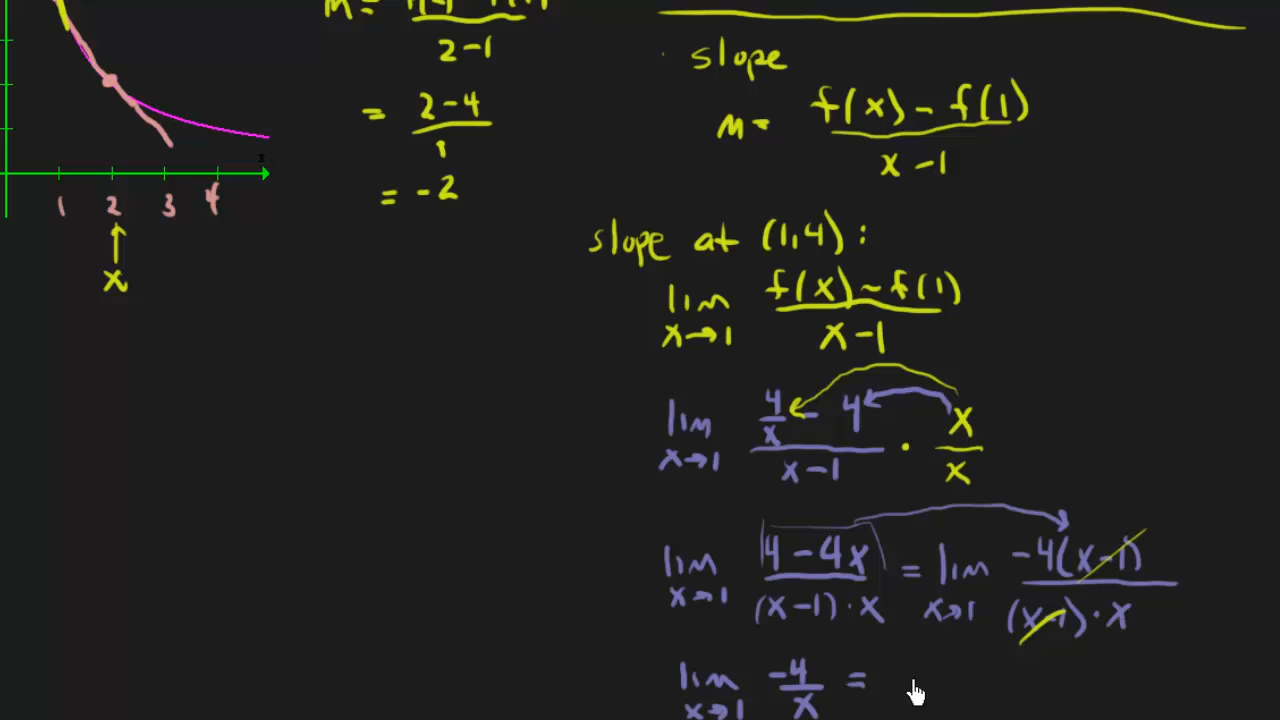 2 - 1
= 2 - 4 / 1
= - 2
x
1 2 3 4
x
slope
m = f(x) - f(1) / x - 1
slope at (1,4):
lim x→1 f(x) - f(1) / x - 1
lim x→1 4/x - 4 / x - 1 · x / x
lim x→1 4 - 4x / (x - 1) · x = lim x→1 -4(x - 1) / (x - 1) · x
lim x→1 -4 / x =